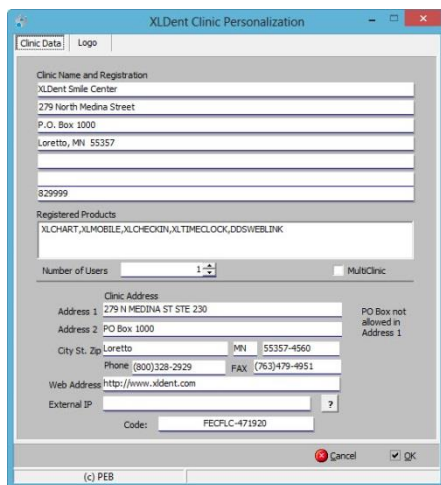 XLDent Clinic Personalization
Clinic Data Logo
Clinic Name and Registration
XLDent Smile Center
279 North Medina Street
P.O. Box 1000
Loretto, MN 55357
829999
Registered Products
XLCHART,XLMOBILE,XLCHECKIN,XLTIMECLOCK,DDSWEBLINK
Number of Users 1 MultiClinic
Clinic Address
Address 1 279 N MEDINA ST STE 230 PO Box not
allowed in
Address 1
Address 2 PO Box 1000
City St. Zip Loretto MN 55357-4560
Phone (800)328-2929 FAX (763)479-4951
Web Address http://www.xldent.com
External IP ?
Code: FECFLC-471920
Cancel OK
(c) PEB